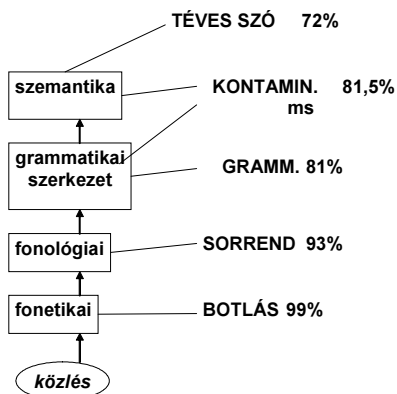 TÉVES SZÓ 72%
szemantika
KONTAMIN. 81,5%
ms
grammatikai
szerkezet
GRAMM. 81%
fonológiai
SORREND 93%
fonetikai
BOTLÁS 99%
közlés